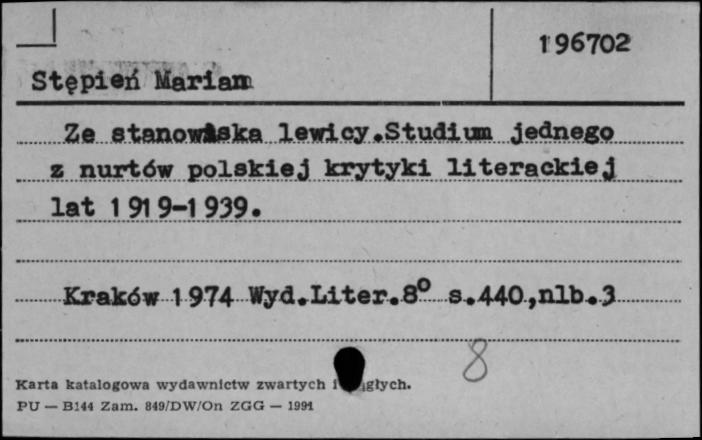 196702
Stępień Marian
Ze stanowiska lewicy.Studium jednego
z nurtów polskiej krytyki literackiej
lat 1919-1939.
Kraków 1974 Wyd.Liter.8° s.440,nlb.3
8
Karta katalogowa wydawnictw zwartych i
PU — B144 Zam. 849/DW/On ZGG — 1991